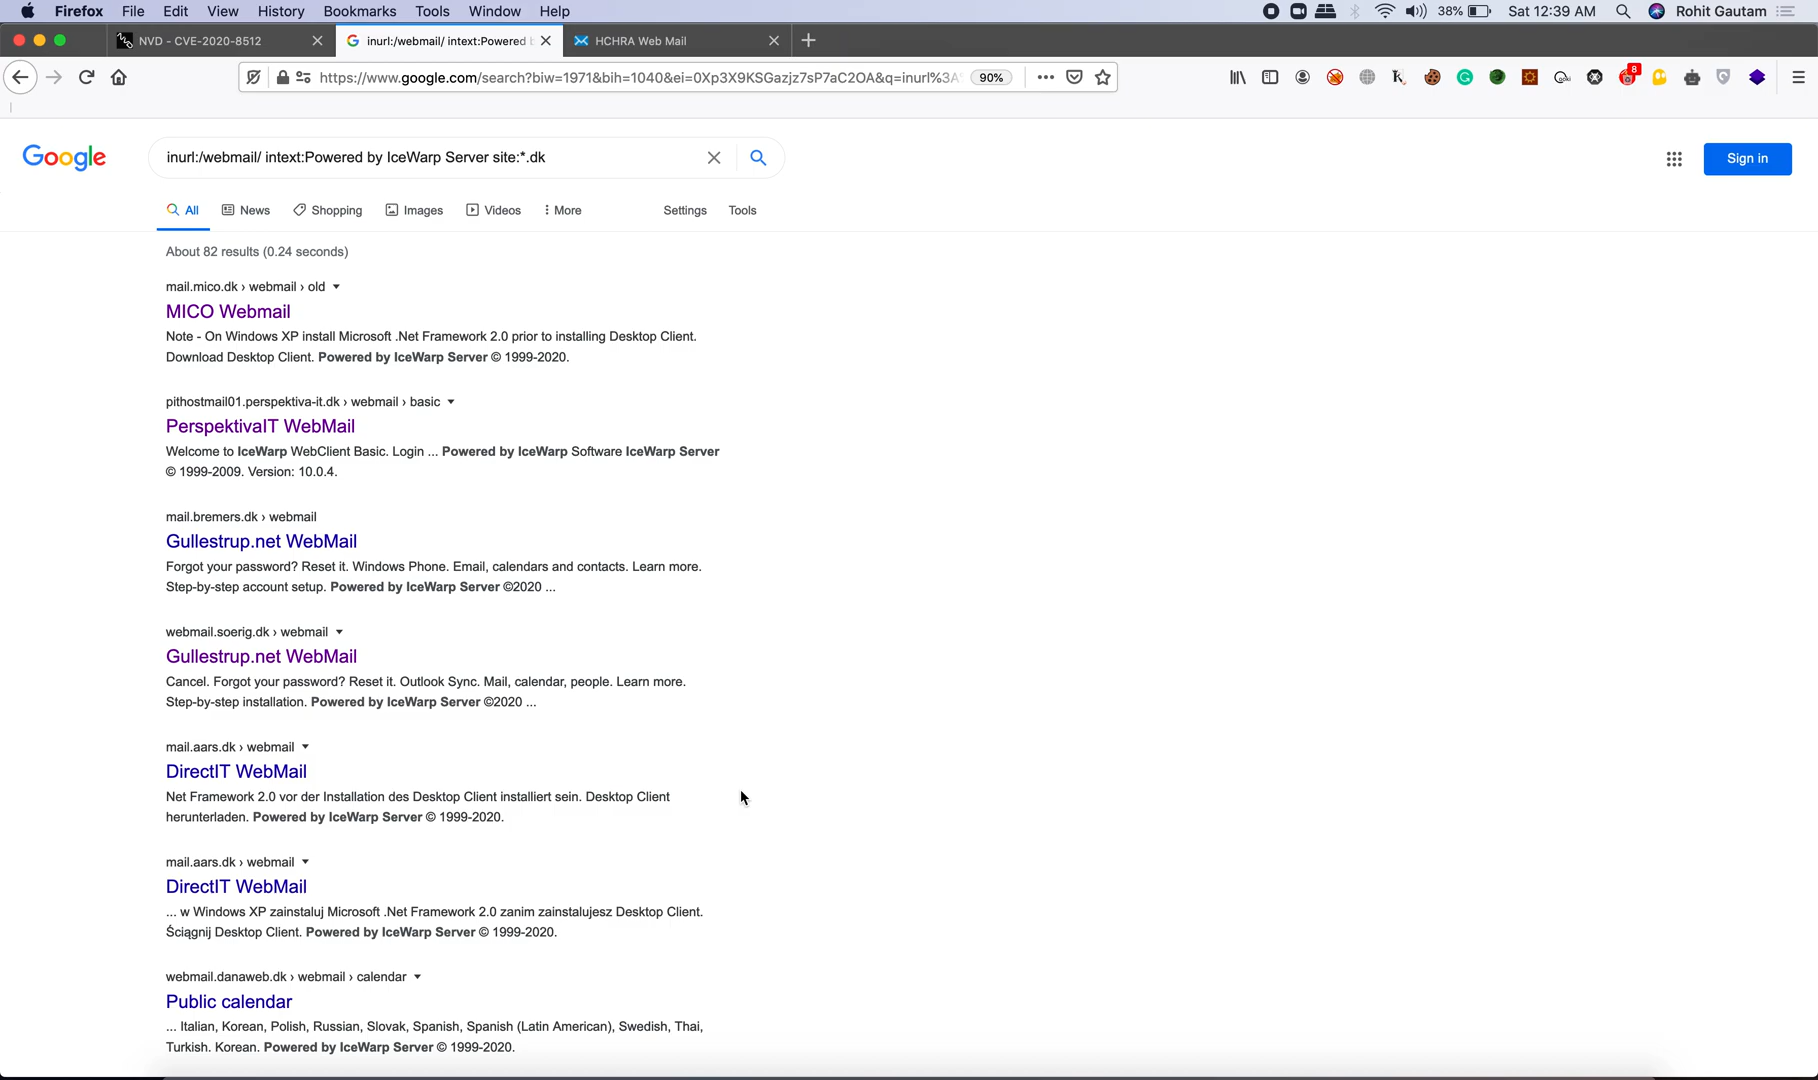 Firefox File Edit View History Bookmarks Tools Window Help 38% Sat 12:39 AM Rohit Gautam
NVD - CVE-2020-8512 inurl:/webmail/ intext:Powered HCHRA Web Mail
https://www.google.com/search?biw=1971&bih=1040&ei=0Xp3X9KSGazjz7sP7aC2OA&q=inurl%3A 90% 8
Google inurl:/webmail/ intext:Powered by IceWarp Server site:*.dk Sign in
All News Shopping Images Videos More Settings Tools
About 82 results (0.24 seconds)
mail.mico.dk › webmail › old
MICO Webmail
Note - On Windows XP install Microsoft .Net Framework 2.0 prior to installing Desktop Client.
Download Desktop Client. Powered by IceWarp Server © 1999-2020.
pithostmail01.perspektiva-it.dk › webmail › basic
PerspektivaIT WebMail
Welcome to IceWarp WebClient Basic. Login ... Powered by IceWarp Software IceWarp Server
© 1999-2009. Version: 10.0.4.
mail.bremers.dk › webmail
Gullestrup.net WebMail
Forgot your password? Reset it. Windows Phone. Email, calendars and contacts. Learn more.
Step-by-step account setup. Powered by IceWarp Server ©2020 ...
webmail.soerig.dk › webmail
Gullestrup.net WebMail
Cancel. Forgot your password? Reset it. Outlook Sync. Mail, calendar, people. Learn more.
Step-by-step installation. Powered by IceWarp Server ©2020 ...
mail.aars.dk › webmail
DirectIT WebMail
Net Framework 2.0 vor der Installation des Desktop Client installiert sein. Desktop Client
herunterladen. Powered by IceWarp Server © 1999-2020.
mail.aars.dk › webmail
DirectIT WebMail
... w Windows XP zainstaluj Microsoft .Net Framework 2.0 zanim zainstalujesz Desktop Client.
Ściągnij Desktop Client. Powered by IceWarp Server © 1999-2020.
webmail.danaweb.dk › webmail › calendar
Public calendar
... Italian, Korean, Polish, Russian, Slovak, Spanish, Spanish (Latin American), Swedish, Thai,
Turkish. Korean. Powered by IceWarp Server © 1999-2020.